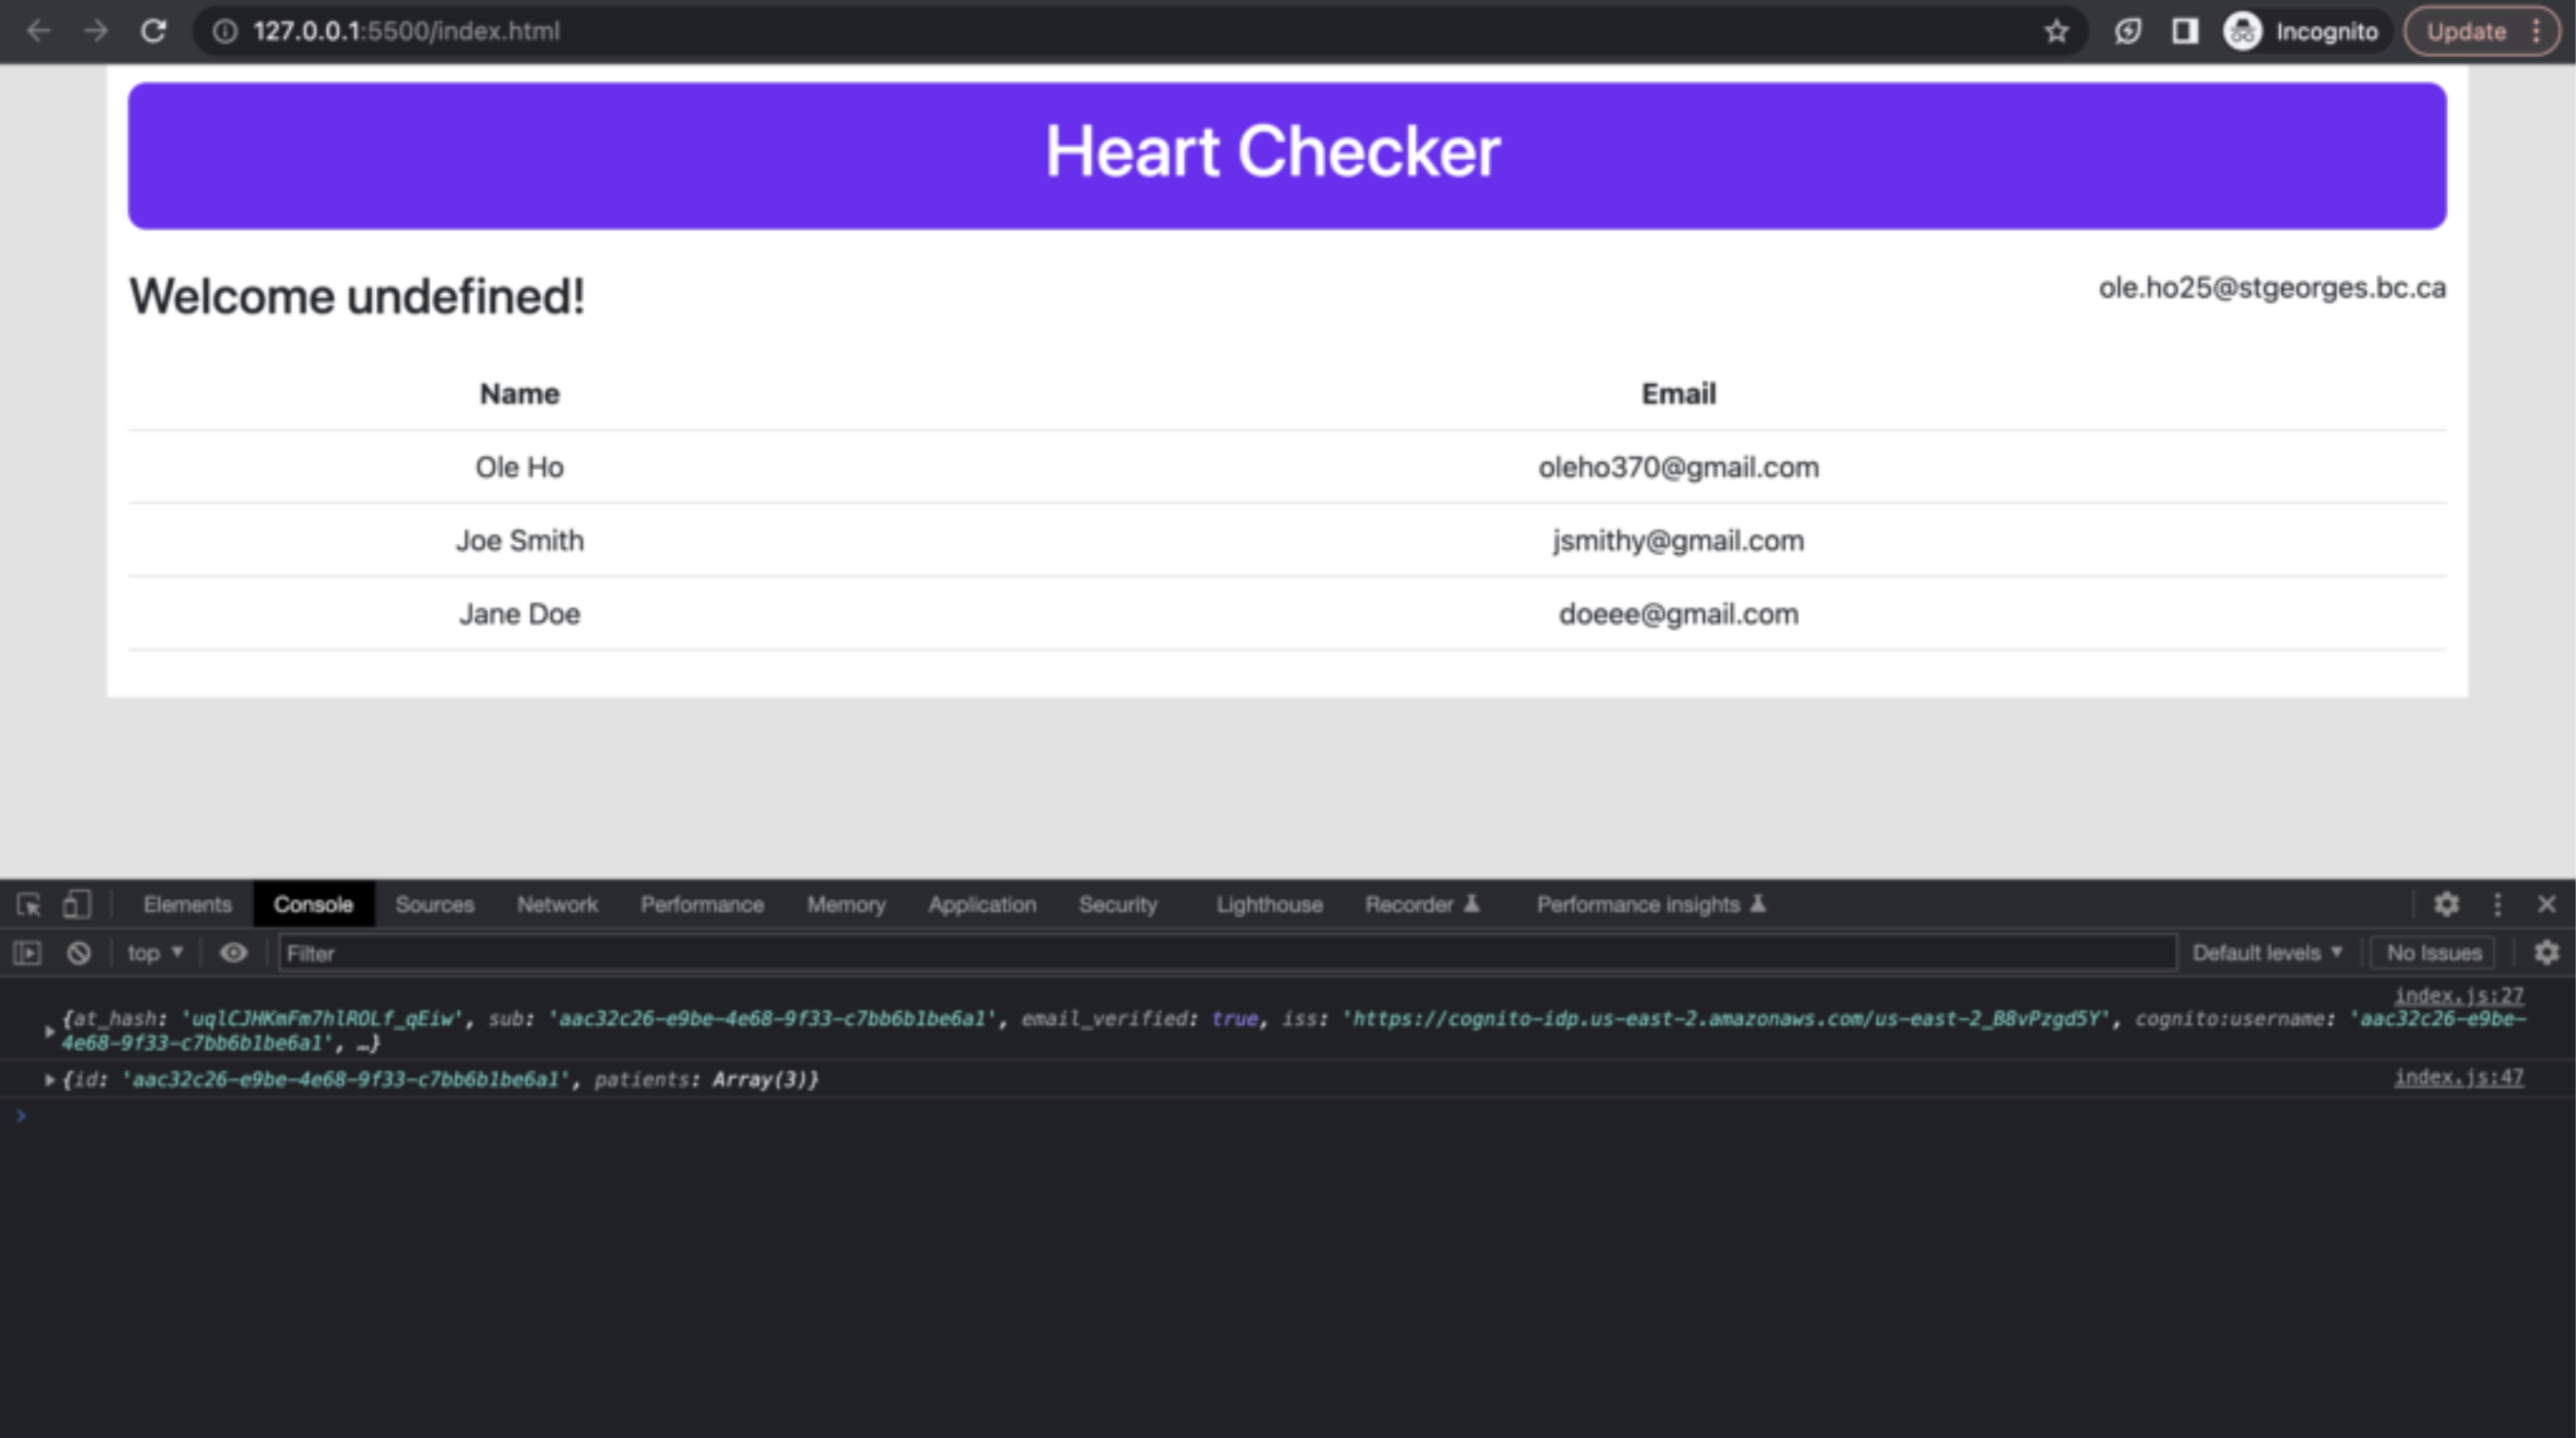 127.0.0.1:5500/index.html Incognito Update
Heart Checker
Welcome undefined! ole.ho25@stgeorges.bc.ca
Name Email
Ole Ho oleho370@gmail.com
Joe Smith jsmithy@gmail.com
Jane Doe doeee@gmail.com
Elements Console Sources Network Performance Memory Application Security Lighthouse Recorder Performance insights
top Filter Default levels No Issues
index.js:27
{at_hash: 'uqlCJHKmFm7hlROLf_qEiw', sub: 'aac32c26-e9be-4e68-9f33-c7bb6b1be6a1', email_verified: true, iss: 'https://cognito-idp.us-east-2.amazonaws.com/us-east-2_B8vPzgd5Y', cognito:username: 'aac32c26-e9be-
4e68-9f33-c7bb6b1be6a1', …}
{id: 'aac32c26-e9be-4e68-9f33-c7bb6b1be6a1', patients: Array(3)} index.js:47